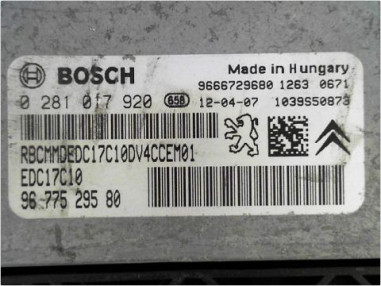 BOSCH
Made in Hungary
9666729680 1263 0671
0 281 017 920 658 12-04-07 1039S50873
RBCMMDEDC17C10DV4CCEM01
EDC17C10
96 775 295 80